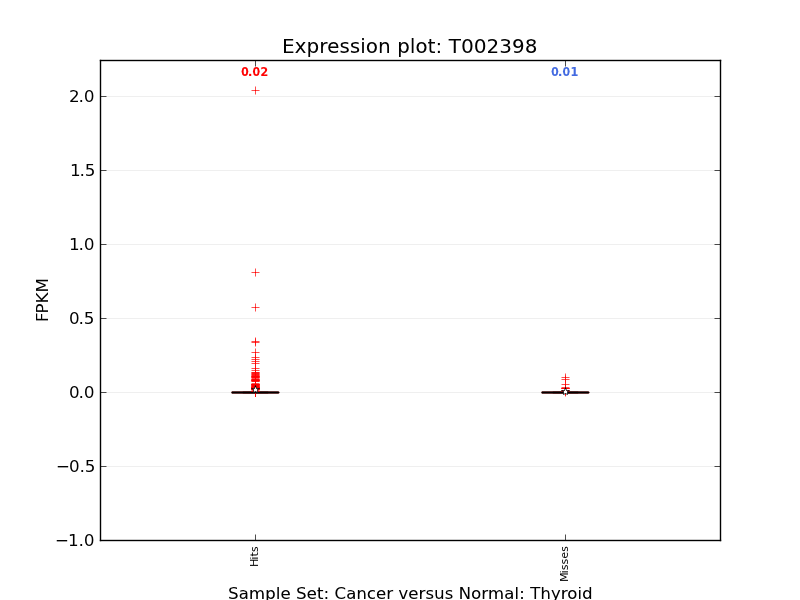 Expression plot: T002398
0.02
0.01
2.0
1.5
1.0
0.5
0.0
−0.5
−1.0
FPKM
Hits
Misses
Sample Set: Cancer versus Normal: Thyroid